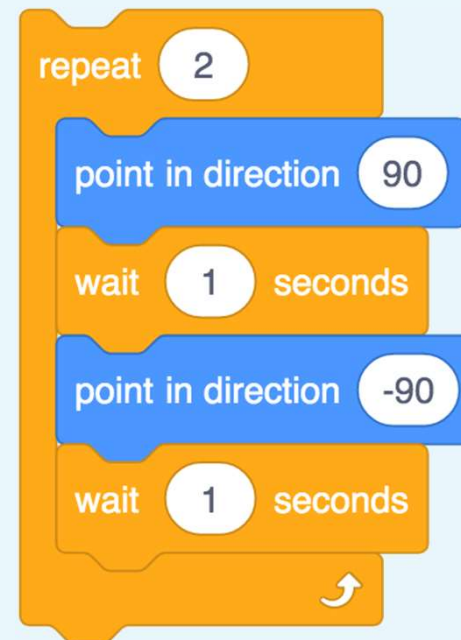 repeat 2
point in direction 90
wait 1 seconds
point in direction -90
wait 1 seconds